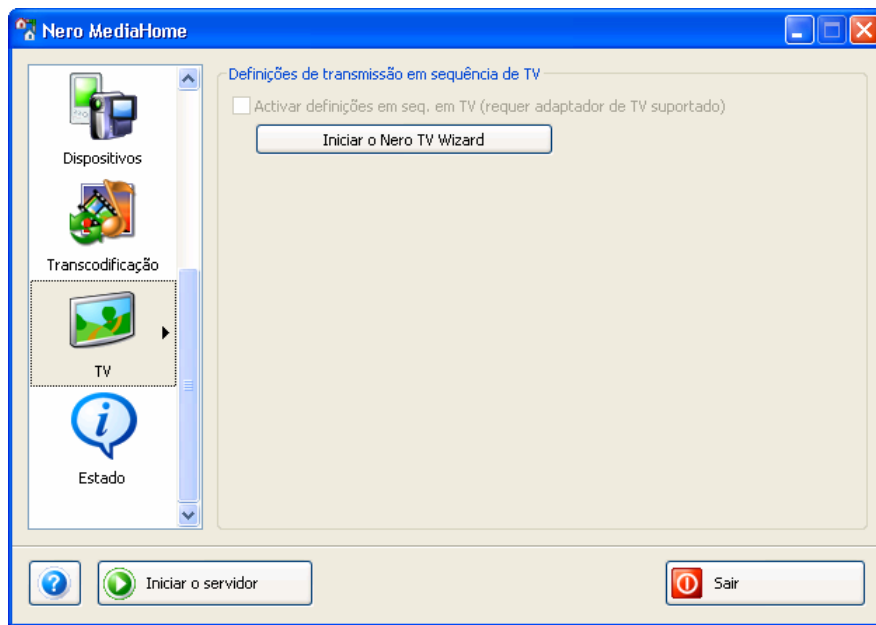 Nero MediaHome
Dispositivos
Transcodificação
TV
Estado
Definições de transmissão em sequência de TV
Activar definições em seq. em TV (requer adaptador de TV suportado)
Iniciar o Nero TV Wizard
Iniciar o servidor
Sair